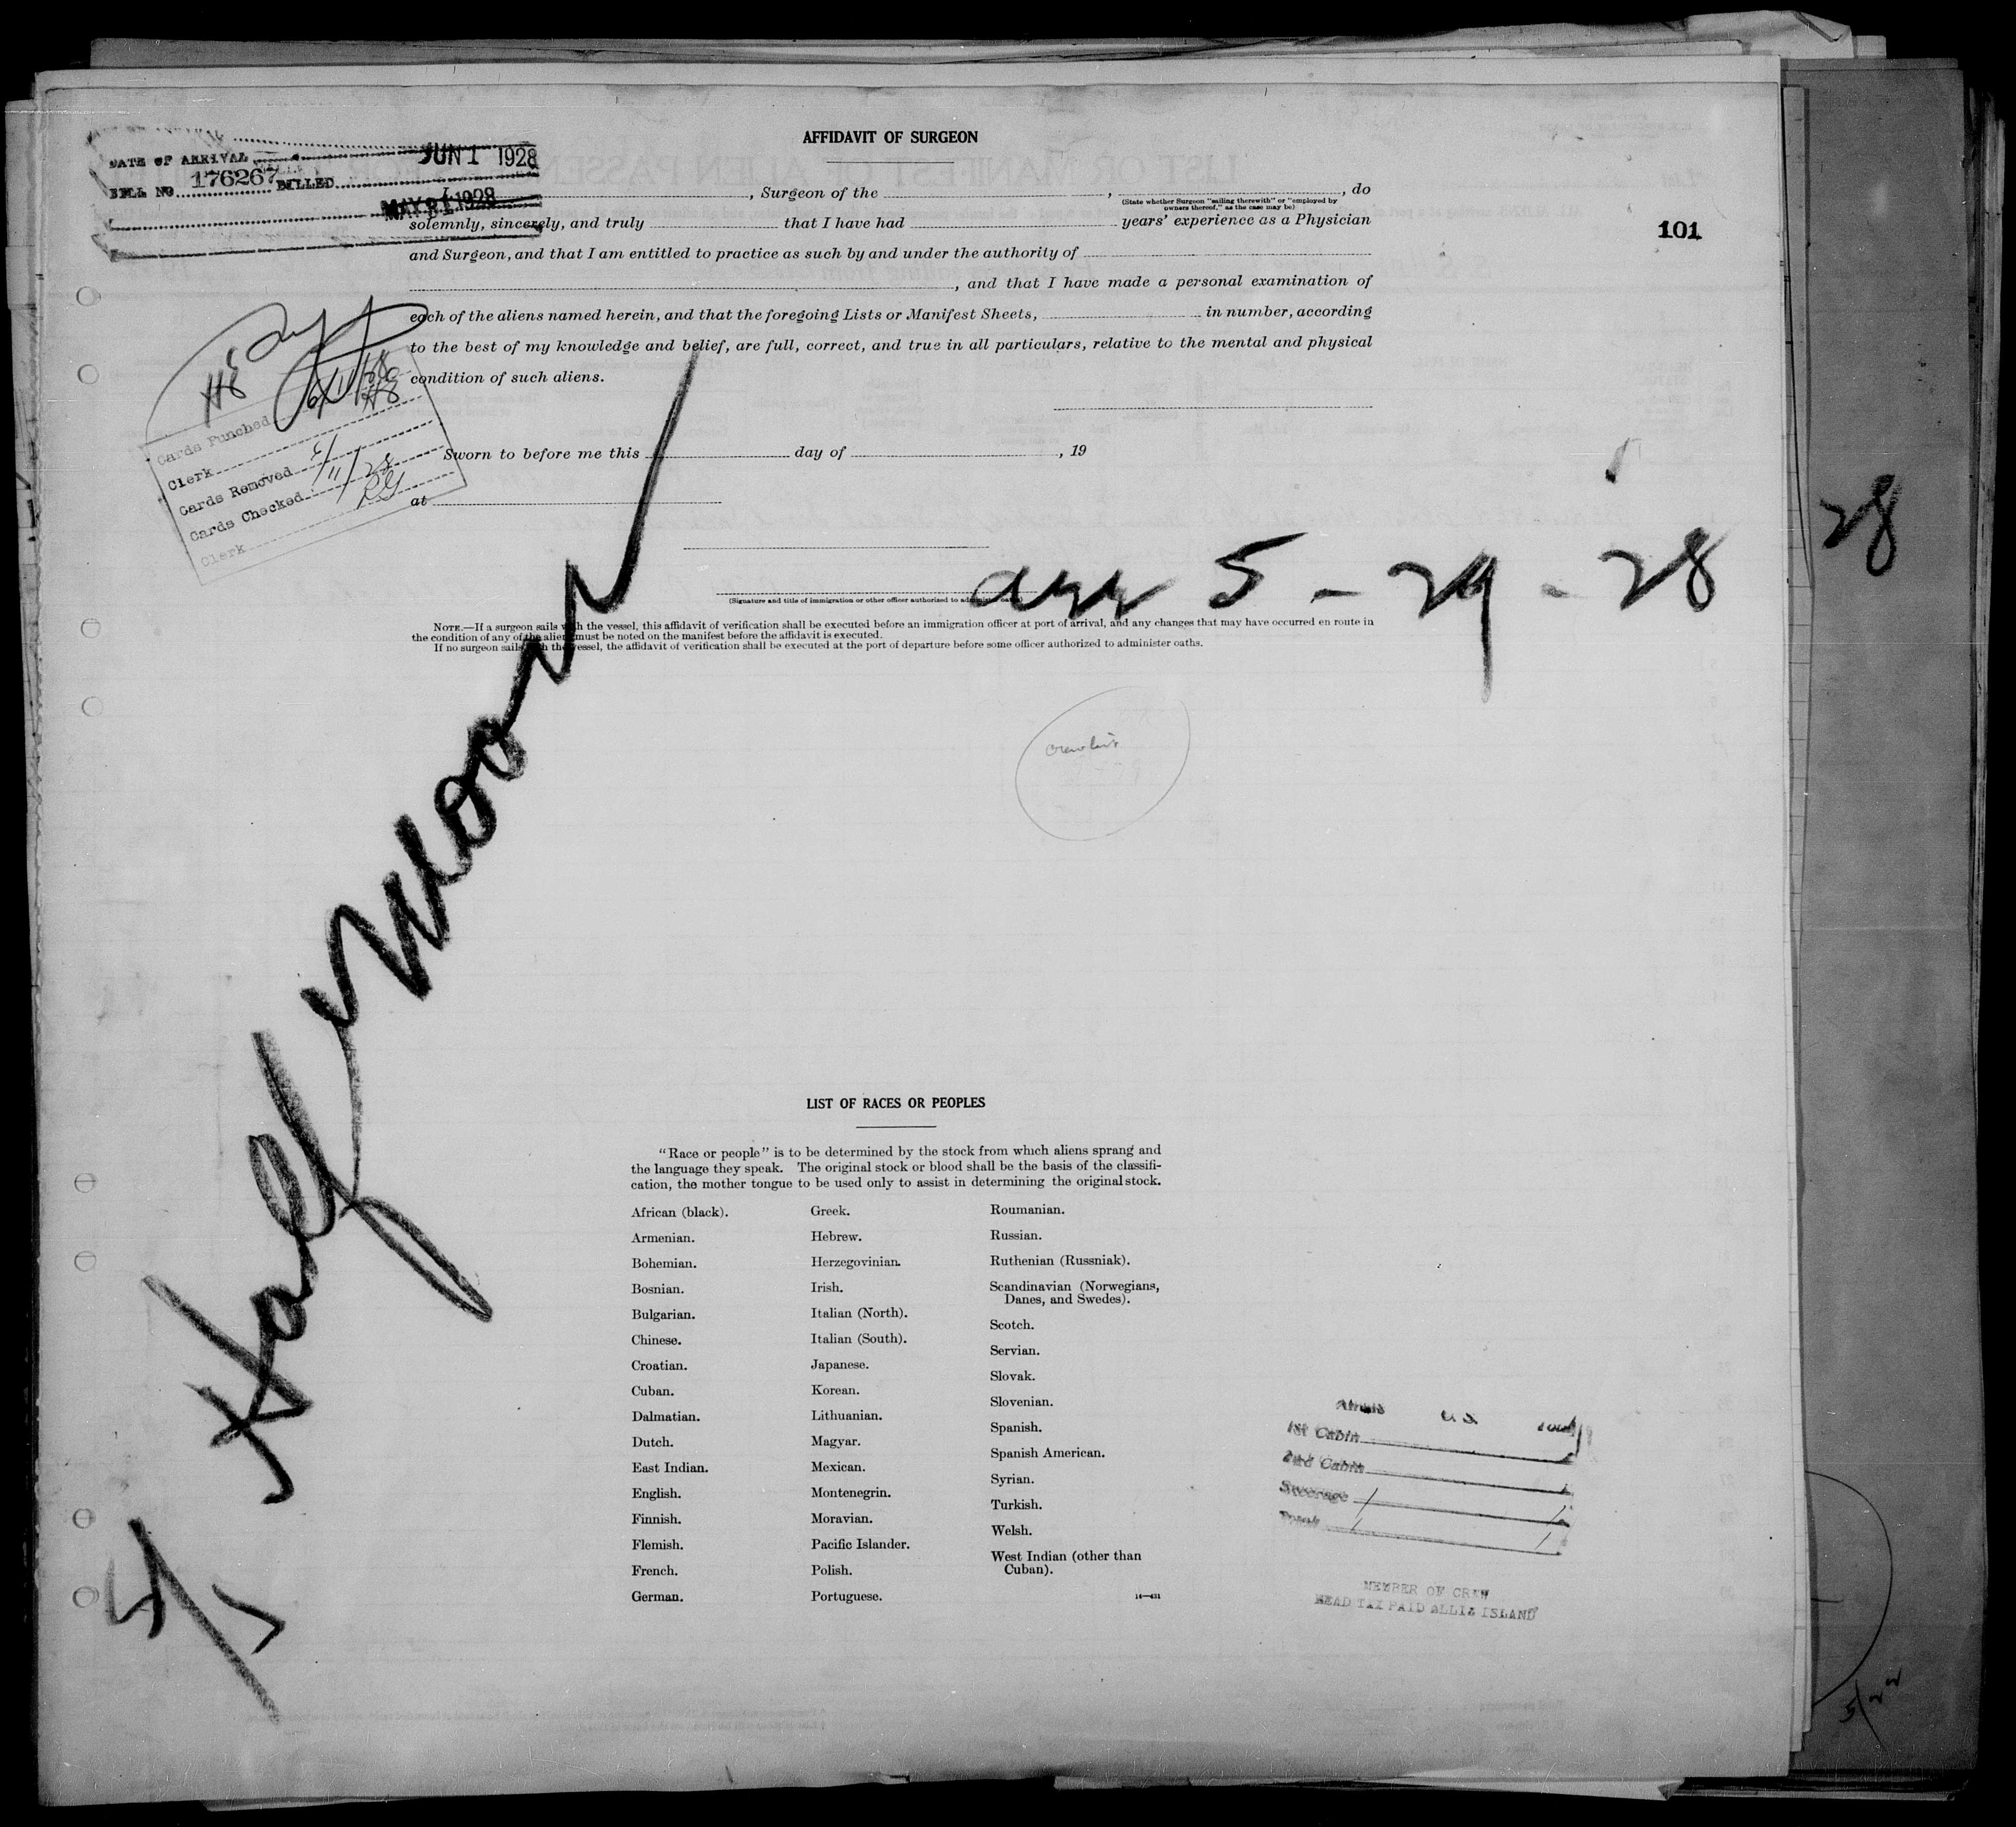 AFFIDAVIT OF SURGEON
DATE OF ARRIVAL JUN 1 1928
BILL NO. 176267 BILLED
MAY 31 1928
, Surgeon of the , , do
(State whether Surgeon "sailing therewith" or "employed by
owners thereof," as the case may be)
solemnly, sincerely, and truly that I have had years' experience as a Physician
101
and Surgeon, and that I am entitled to practice as such by and under the authority of
, and that I have made a personal examination of
each of the aliens named herein, and that the foregoing Lists or Manifest Sheets, in number, according
to the best of my knowledge and belief, are full, correct, and true in all particulars, relative to the mental and physical
condition of such aliens.
Cards Punched
Clerk
Cards Removed
Cards Checked
Clerk
Sworn to before me this day of , 19
at
28
arr 5 - 29 - 28
(Signature and title of immigration or other officer authorized to administer oaths)
NOTE.—If a surgeon sails with the vessel, this affidavit of verification shall be executed before an immigration officer at port of arrival, and any changes that may have occurred en route in
the condition of any of the aliens must be noted on the manifest before the affidavit is executed.
If no surgeon sails with the vessel, the affidavit of verification shall be executed at the port of departure before some officer authorized to administer oaths.
Half Moon
LIST OF RACES OR PEOPLES
"Race or people" is to be determined by the stock from which aliens sprang and
the language they speak. The original stock or blood shall be the basis of the classifi-
cation, the mother tongue to be used only to assist in determining the original stock.
African (black).
Armenian.
Bohemian.
Bosnian.
Bulgarian.
Chinese.
Croatian.
Cuban.
Dalmatian.
Dutch.
East Indian.
English.
Finnish.
Flemish.
French.
German.
Greek.
Hebrew.
Herzegovinian.
Irish.
Italian (North).
Italian (South).
Japanese.
Korean.
Lithuanian.
Magyar.
Mexican.
Montenegrin.
Moravian.
Pacific Islander.
Polish.
Portuguese.
Roumanian.
Russian.
Ruthenian (Russniak).
Scandinavian (Norwegians,
Danes, and Swedes).
Scotch.
Servian.
Slovak.
Slovenian.
Spanish.
Spanish American.
Syrian.
Turkish.
Welsh.
West Indian (other than
Cuban).
14—431
Aliens U.S. Total
1st Cabin
2nd Cabin
Steerage 1 1
Total 1 1
MEMBER OF CREW
HEAD TAX PAID ELLIS ISLAND
5/22